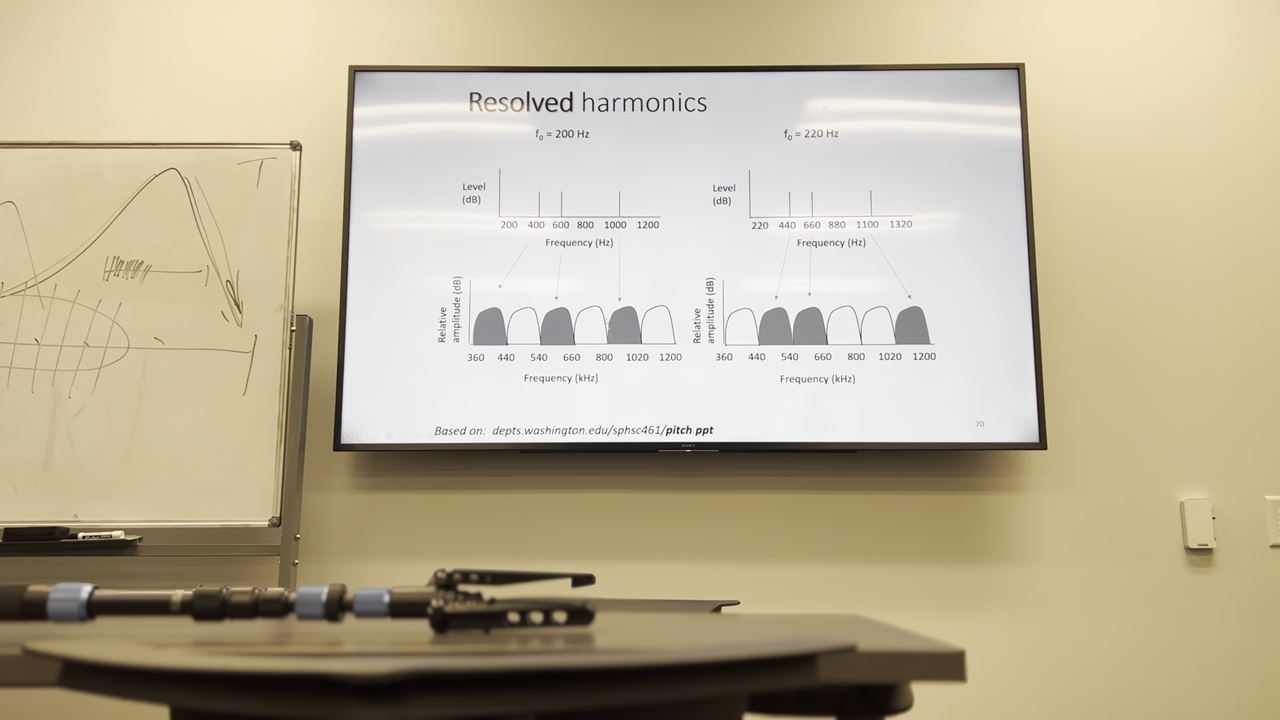 Resolved harmonics
f₀ = 200 Hz
f₀ = 220 Hz
Level
(dB)
200 400 600 800 1000 1200
Frequency (Hz)
Level
(dB)
220 440 660 880 1100 1320
Frequency (Hz)
Relative
amplitude (dB)
360 440 540 660 800 1020 1200
Frequency (kHz)
Relative
amplitude (dB)
360 440 540 660 800 1020 1200
Frequency (kHz)
Based on: depts.washington.edu/sphsc461/pitch.ppt
70
SONY
T